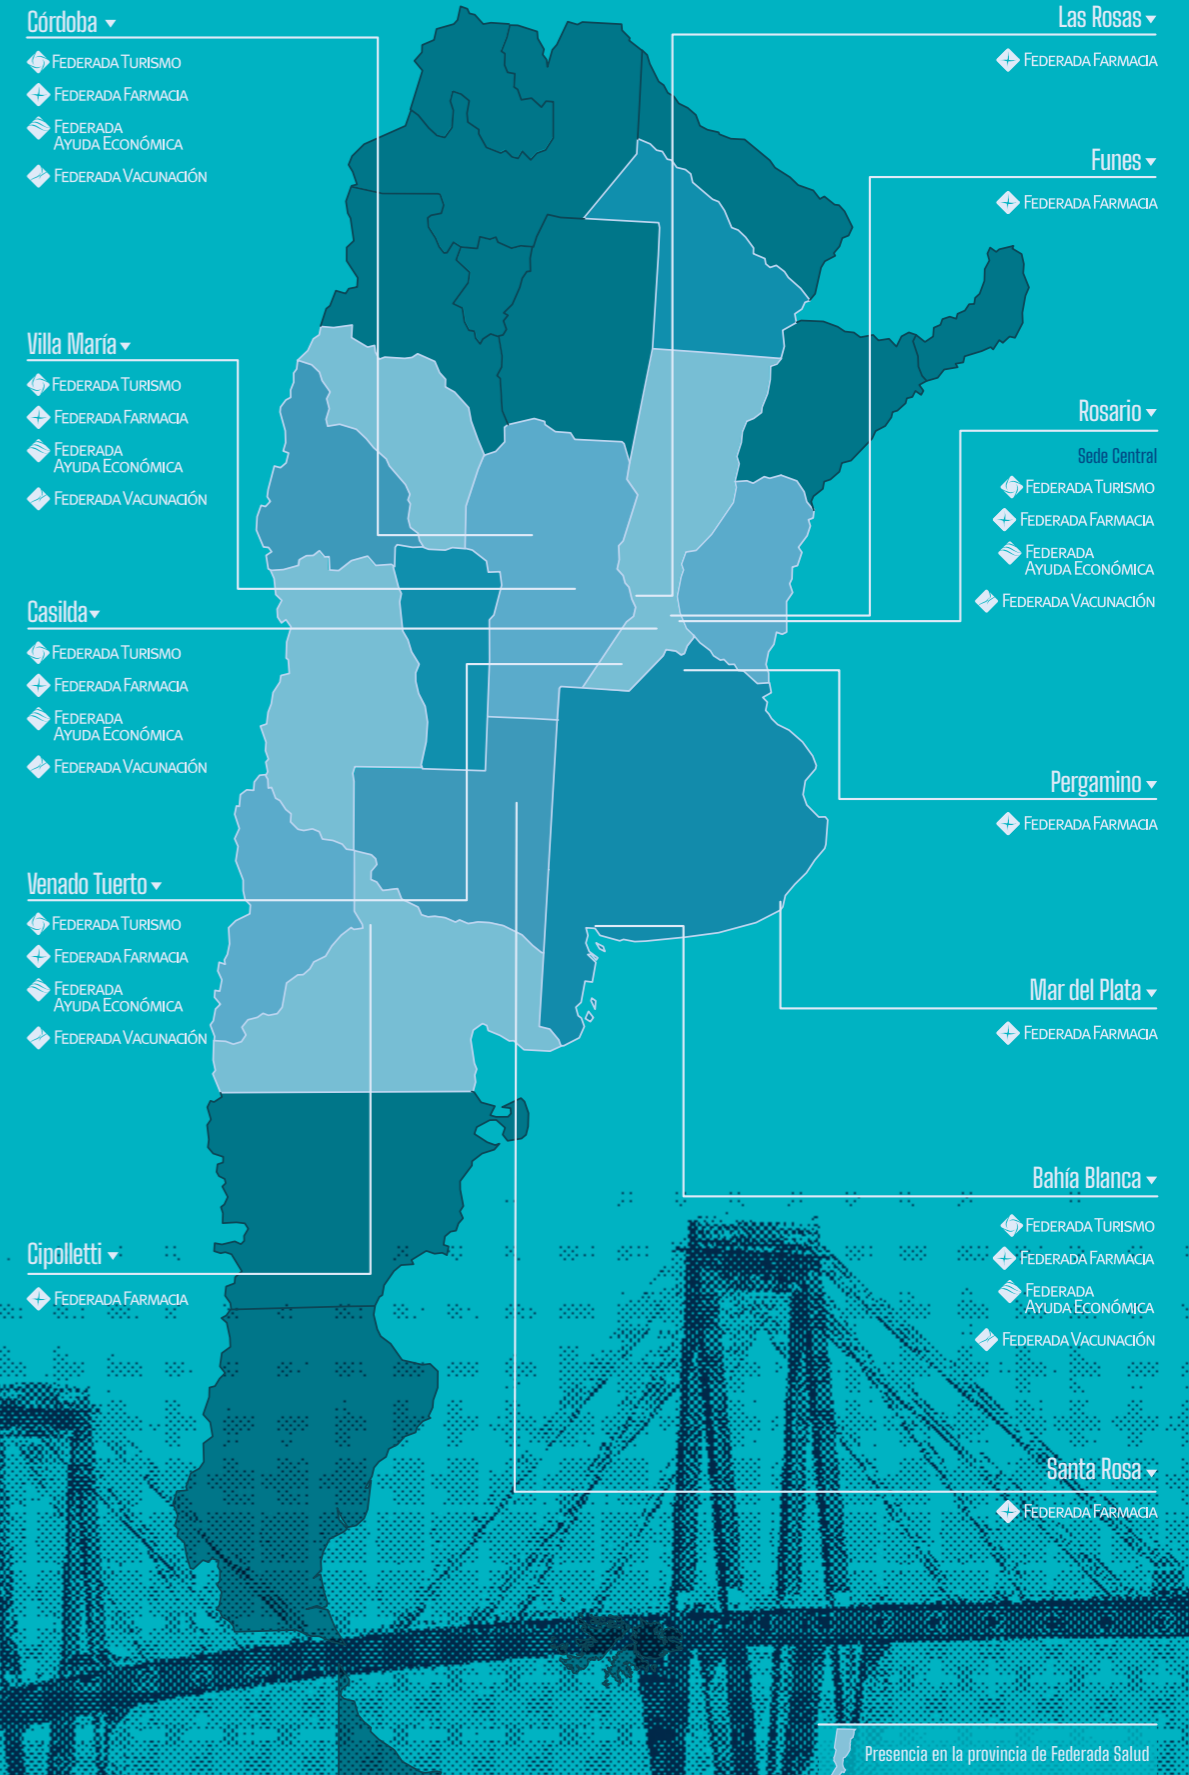 Córdoba
FEDERADA TURISMO
FEDERADA FARMACIA
FEDERADA
AYUDA ECONÓMICA
FEDERADA VACUNACIÓN
Villa María
FEDERADA TURISMO
FEDERADA FARMACIA
FEDERADA
AYUDA ECONÓMICA
FEDERADA VACUNACIÓN
Casilda
FEDERADA TURISMO
FEDERADA FARMACIA
FEDERADA
AYUDA ECONÓMICA
FEDERADA VACUNACIÓN
Venado Tuerto
FEDERADA TURISMO
FEDERADA FARMACIA
FEDERADA
AYUDA ECONÓMICA
FEDERADA VACUNACIÓN
Cipolletti
FEDERADA FARMACIA
Las Rosas
FEDERADA FARMACIA
Funes
FEDERADA FARMACIA
Rosario
Sede Central
FEDERADA TURISMO
FEDERADA FARMACIA
FEDERADA
AYUDA ECONÓMICA
FEDERADA VACUNACIÓN
Pergamino
FEDERADA FARMACIA
Mar del Plata
FEDERADA FARMACIA
Bahía Blanca
FEDERADA TURISMO
FEDERADA FARMACIA
FEDERADA
AYUDA ECONÓMICA
FEDERADA VACUNACIÓN
Santa Rosa
FEDERADA FARMACIA
Presencia en la provincia de Federada Salud